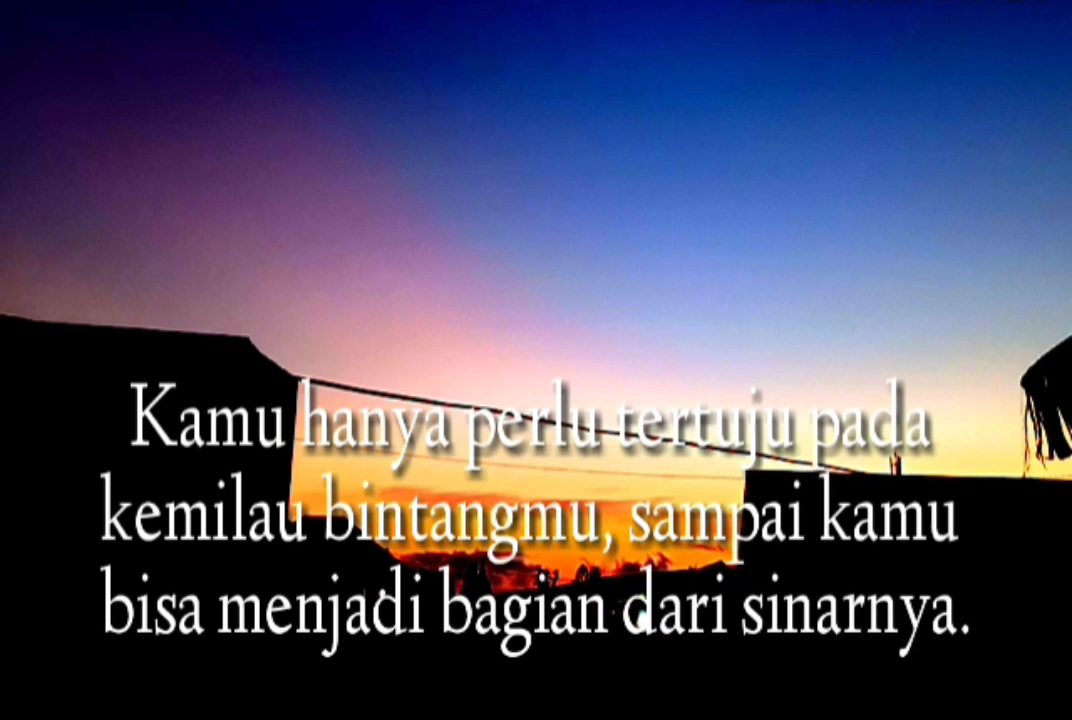 Kamu hanya perlu tertuju pada
kemilau bintangmu, sampai kamu
bisa menjadi bagian dari sinarnya.